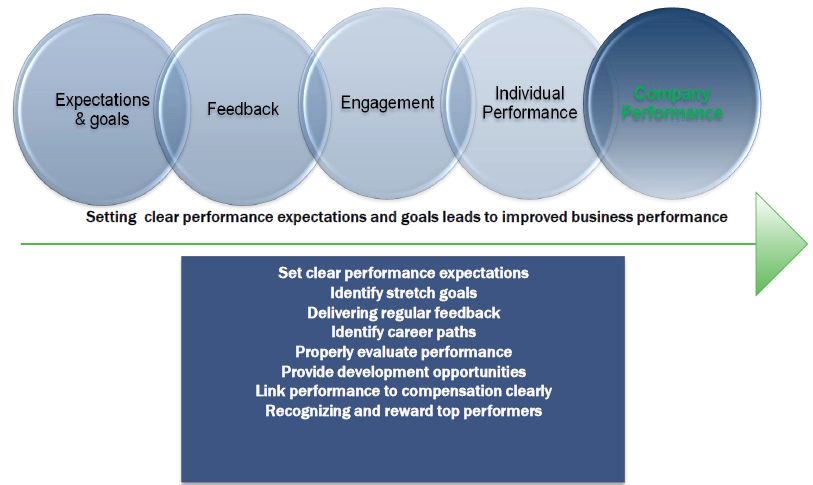 Expectations
& goals
Feedback
Engagement
Individual
Performance
Company
Performance
Setting clear performance expectations and goals leads to improved business performance
Set clear performance expectations
Identify stretch goals
Delivering regular feedback
Identify career paths
Properly evaluate performance
Provide development opportunities
Link performance to compensation clearly
Recognizing and reward top performers